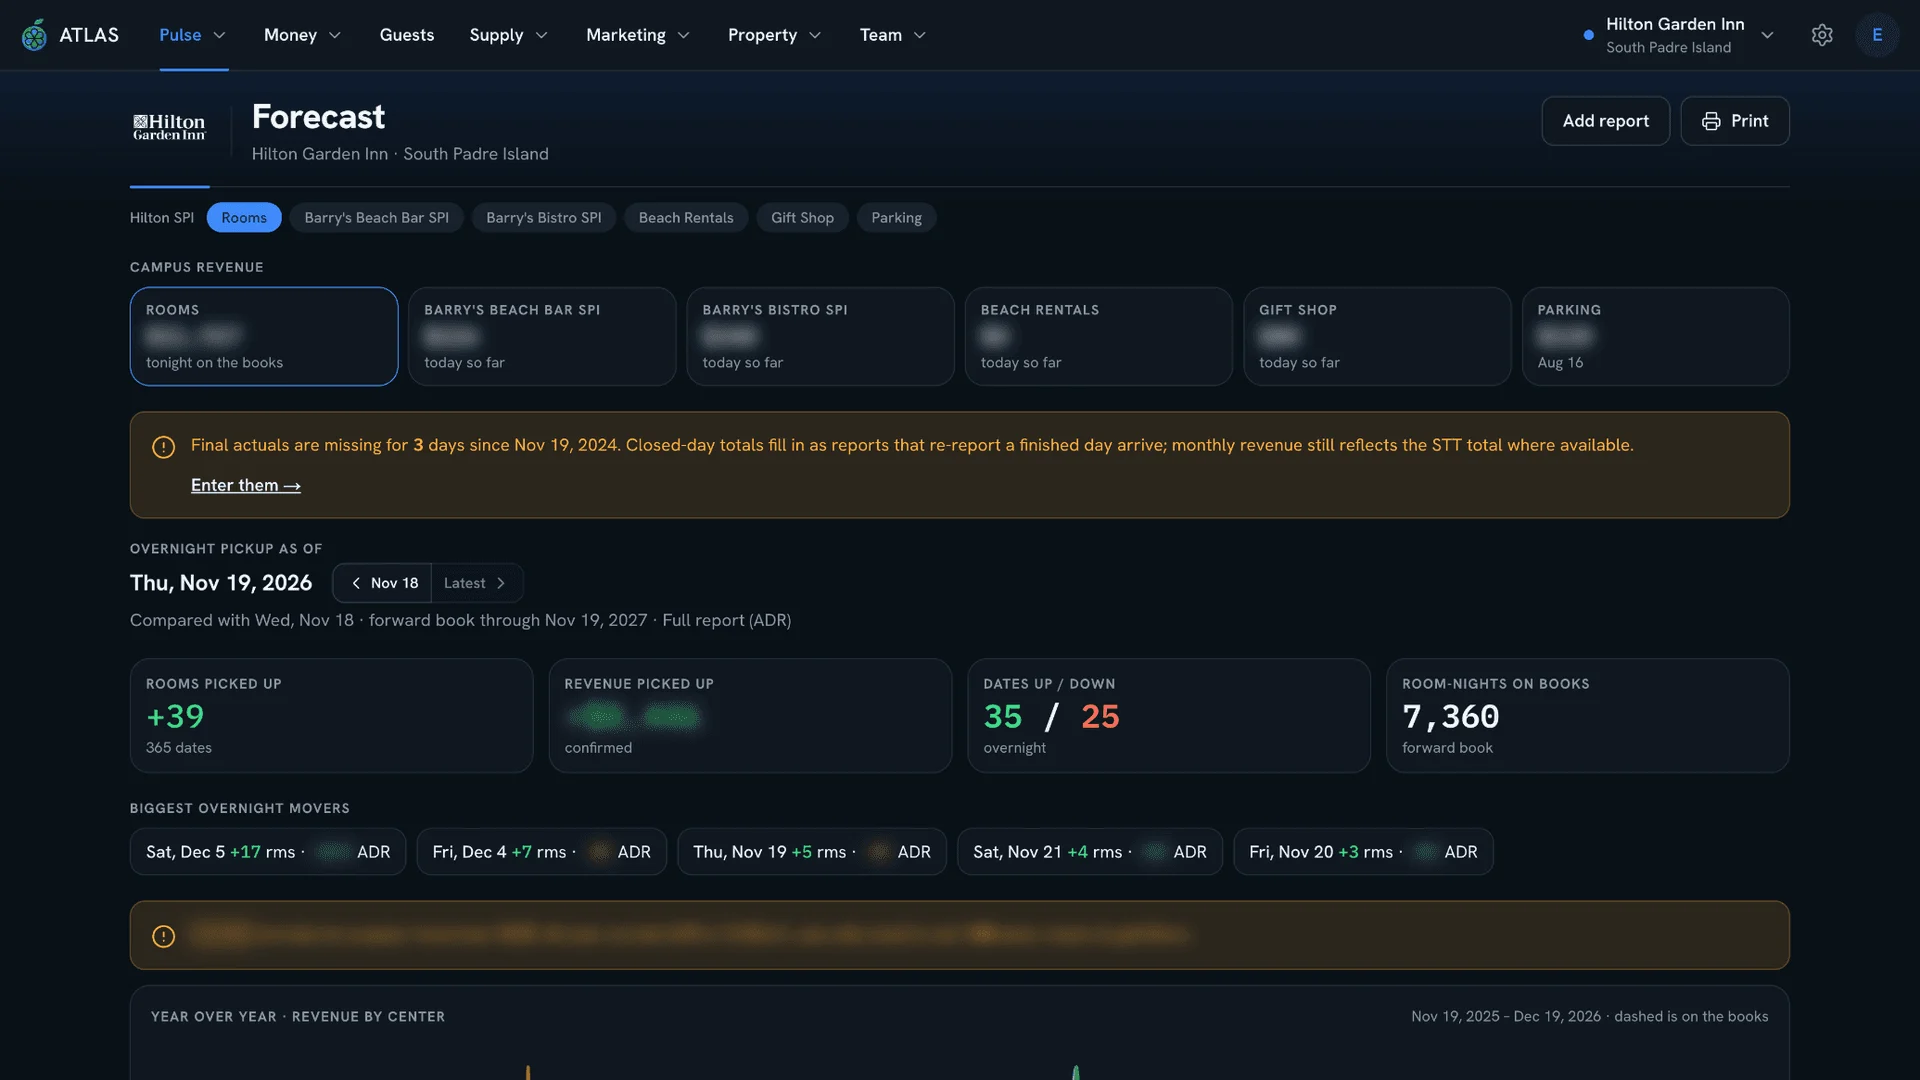 ATLAS
Pulse
Money
Guests
Supply
Marketing
Property
Team
Hilton Garden Inn
South Padre Island
E
Hilton
Garden Inn
Forecast
Hilton Garden Inn · South Padre Island
Add report
Print
Hilton SPI
Rooms
Barry's Beach Bar SPI
Barry's Bistro SPI
Beach Rentals
Gift Shop
Parking
CAMPUS REVENUE
ROOMS
tonight on the books
BARRY'S BEACH BAR SPI
today so far
BARRY'S BISTRO SPI
today so far
BEACH RENTALS
today so far
GIFT SHOP
today so far
PARKING
Aug 16
Final actuals are missing for 3 days since Nov 19, 2024. Closed-day totals fill in as reports that re-report a finished day arrive; monthly revenue still reflects the STT total where available.
Enter them →
OVERNIGHT PICKUP AS OF
Thu, Nov 19, 2026
Nov 18
Latest
Compared with Wed, Nov 18 · forward book through Nov 19, 2027 · Full report (ADR)
ROOMS PICKED UP
+39
365 dates
REVENUE PICKED UP
confirmed
DATES UP / DOWN
35 / 25
overnight
ROOM-NIGHTS ON BOOKS
7,360
forward book
BIGGEST OVERNIGHT MOVERS
Sat, Dec 5 +17 rms · ADR
Fri, Dec 4 +7 rms · ADR
Thu, Nov 19 +5 rms · ADR
Sat, Nov 21 +4 rms · ADR
Fri, Nov 20 +3 rms · ADR
YEAR OVER YEAR · REVENUE BY CENTER
Nov 19, 2025 – Dec 19, 2026 · dashed is on the books